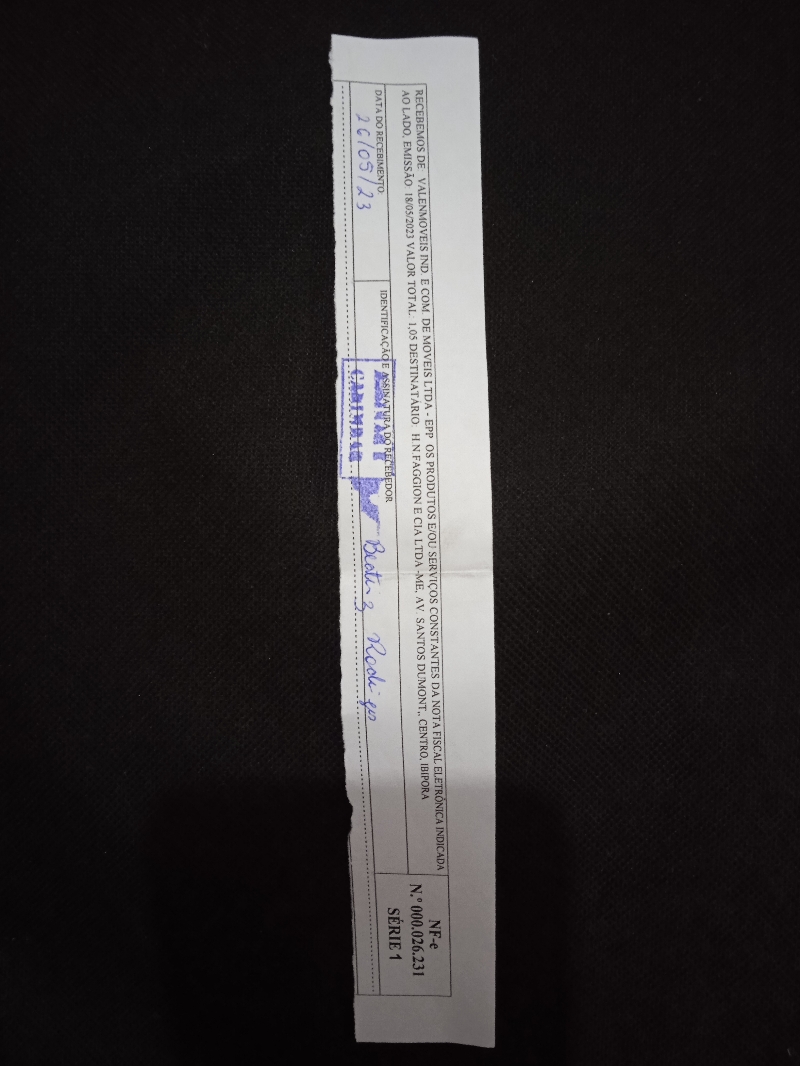 RECEBEMOS DE VALENMOVEIS IND. E COM. DE MOVEIS LTDA - EPP OS PRODUTOS E/OU SERVIÇOS CONSTANTES DA NOTA FISCAL ELETRÔNICA INDICADA
AO LADO. EMISSÃO 18/05/2023 VALOR TOTAL: 1,05 DESTINATÁRIO: H.N.FAGGION E CIA LTDA -ME, AV. SANTOS DUMONT,, CENTRO, IBIPORA
NF-e
N.º 000.026.231
SÉRIE 1
DATA DO RECEBIMENTO
26/05/23
IDENTIFICAÇÃO E ASSINATURA DO RECEBEDOR
Beatriz